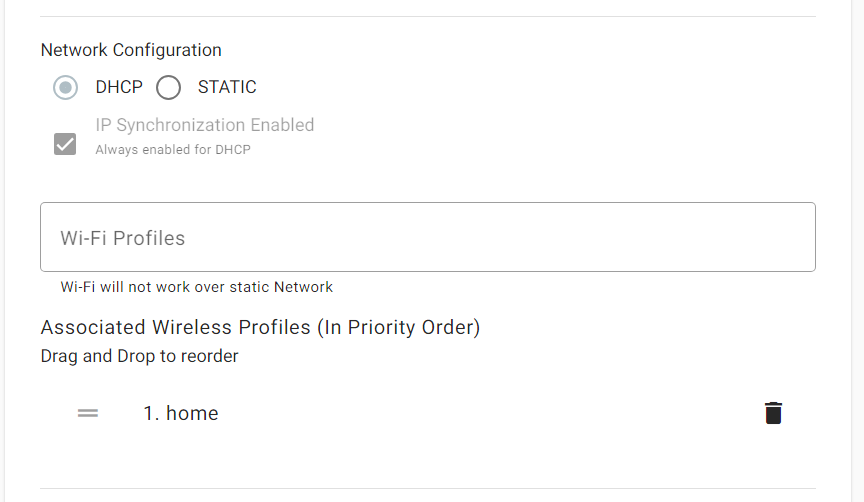 Network Configuration
DHCP STATIC
IP Synchronization Enabled
Always enabled for DHCP
Wi-Fi Profiles
Wi-Fi will not work over static Network
Associated Wireless Profiles (In Priority Order)
Drag and Drop to reorder
1. home